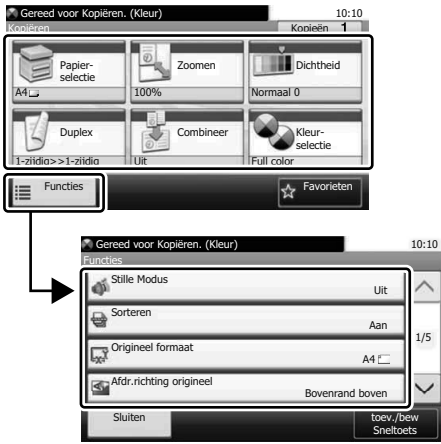 Gereed voor Kopiëren. (Kleur) 10:10
Kopiëren Kopieën 1
Papier-
selectie
A4
Zoomen
100%
Dichtheid
Normaal 0
Duplex
1-zijdig>>1-zijdig
Combineer
Uit
Kleur-
selectie
Full color
Functies Favorieten
Gereed voor Kopiëren. (Kleur) 10:10
Functies
Stille Modus
Uit
Sorteren
Aan
1/5
Origineel formaat
A4
Afdr.richting origineel
Bovenrand boven
Sluiten toev./bew
Sneltoets